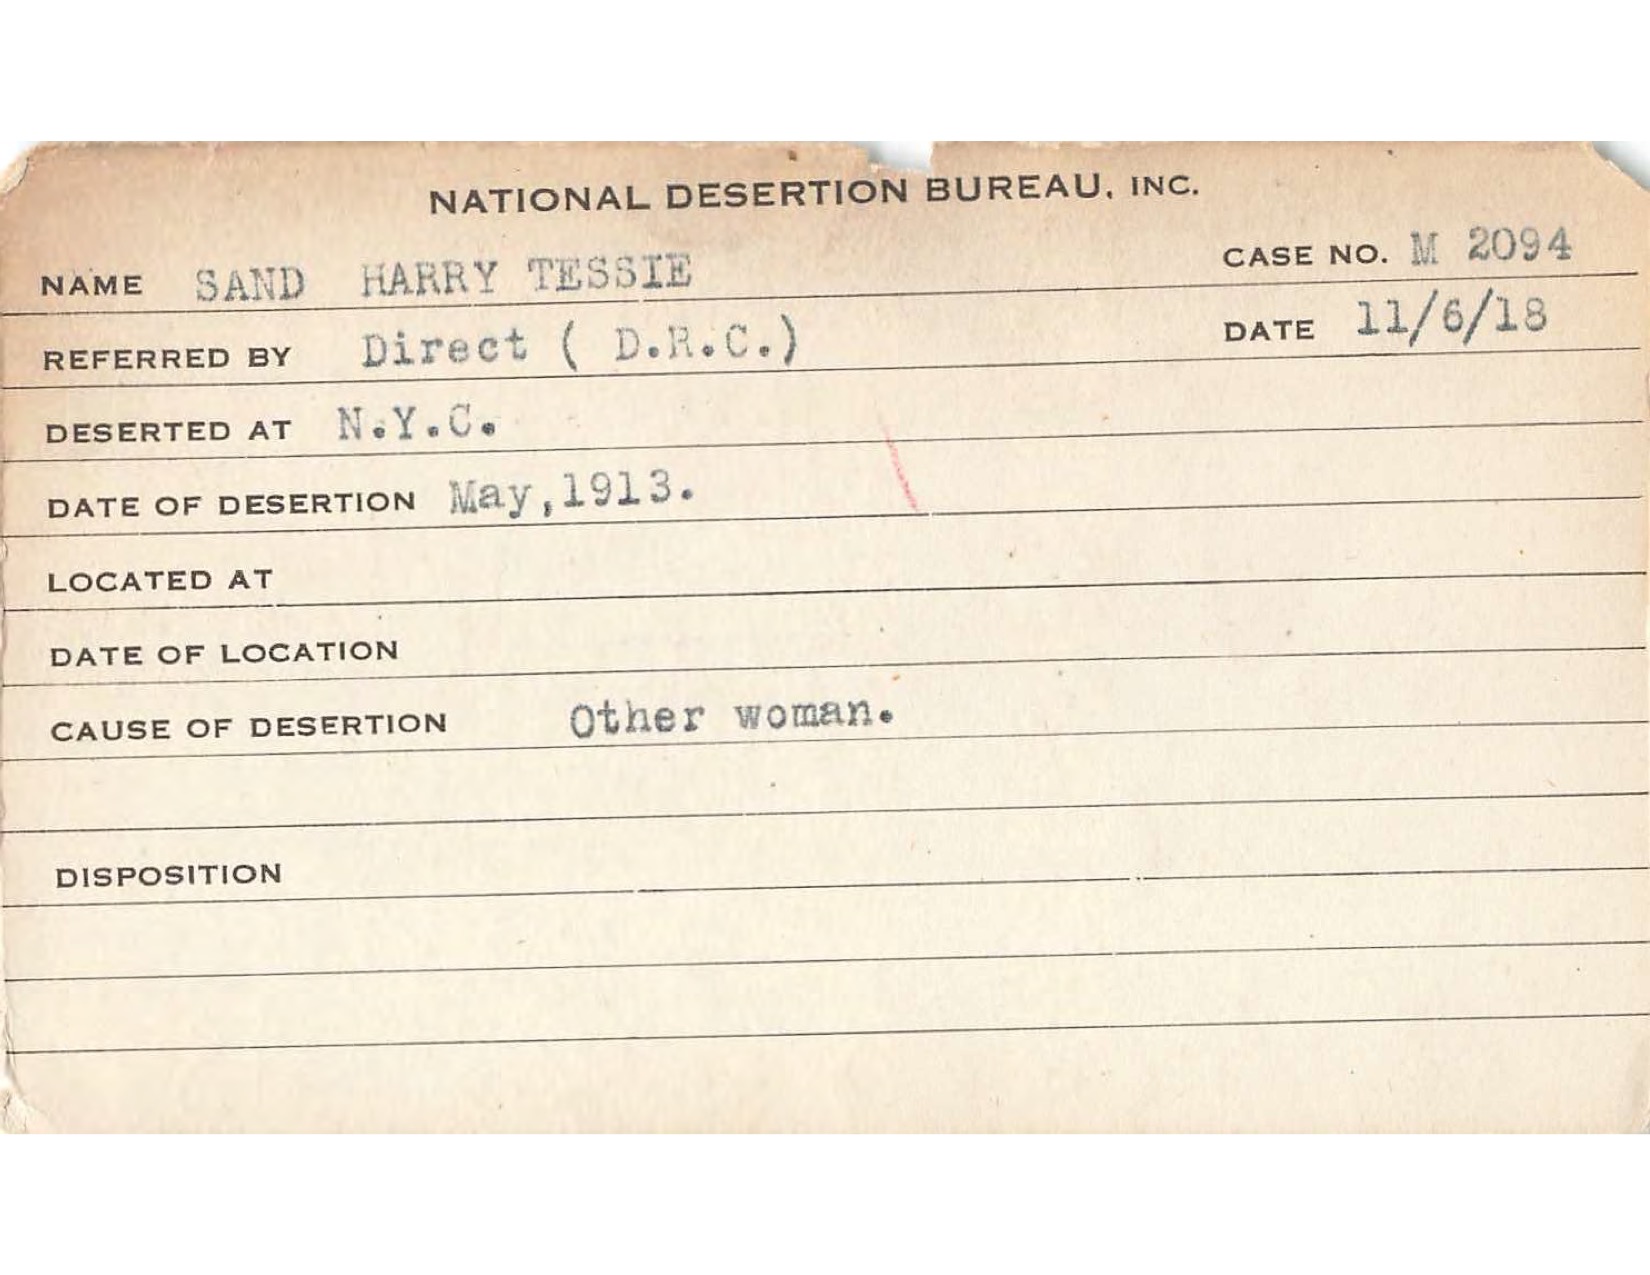 NATIONAL DESERTION BUREAU, INC.
NAME SAND HARRY TESSIE CASE NO. M 2094
REFERRED BY Direct ( D.R.C.) DATE 11/6/18
DESERTED AT N.Y.C.
DATE OF DESERTION May,1913.
LOCATED AT
DATE OF LOCATION
CAUSE OF DESERTION Other woman.
DISPOSITION